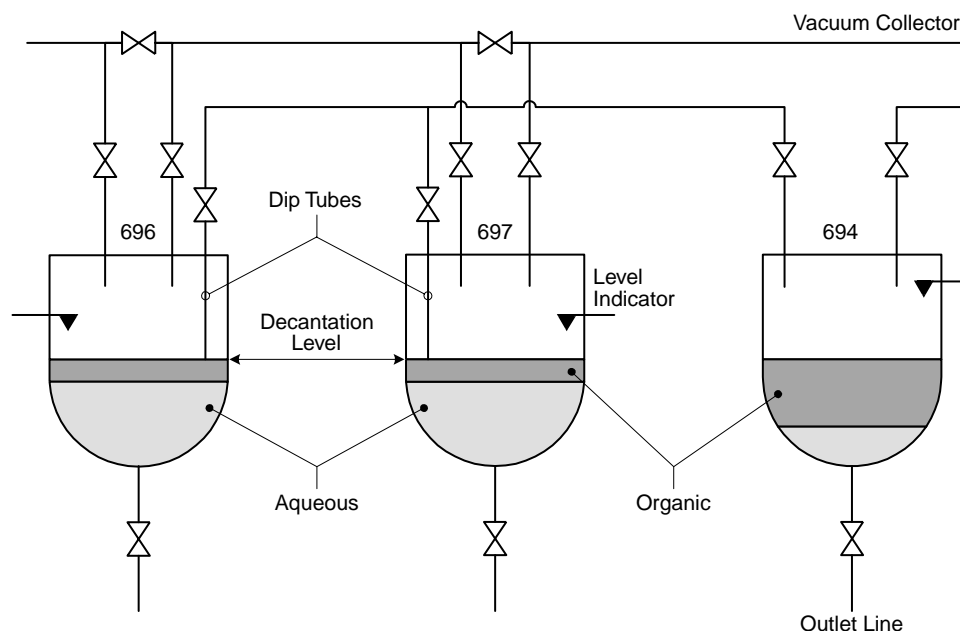 Vacuum Collector
Dip Tubes
696
697
694
Level
Indicator
Decantation
Level
Aqueous
Organic
Outlet Line